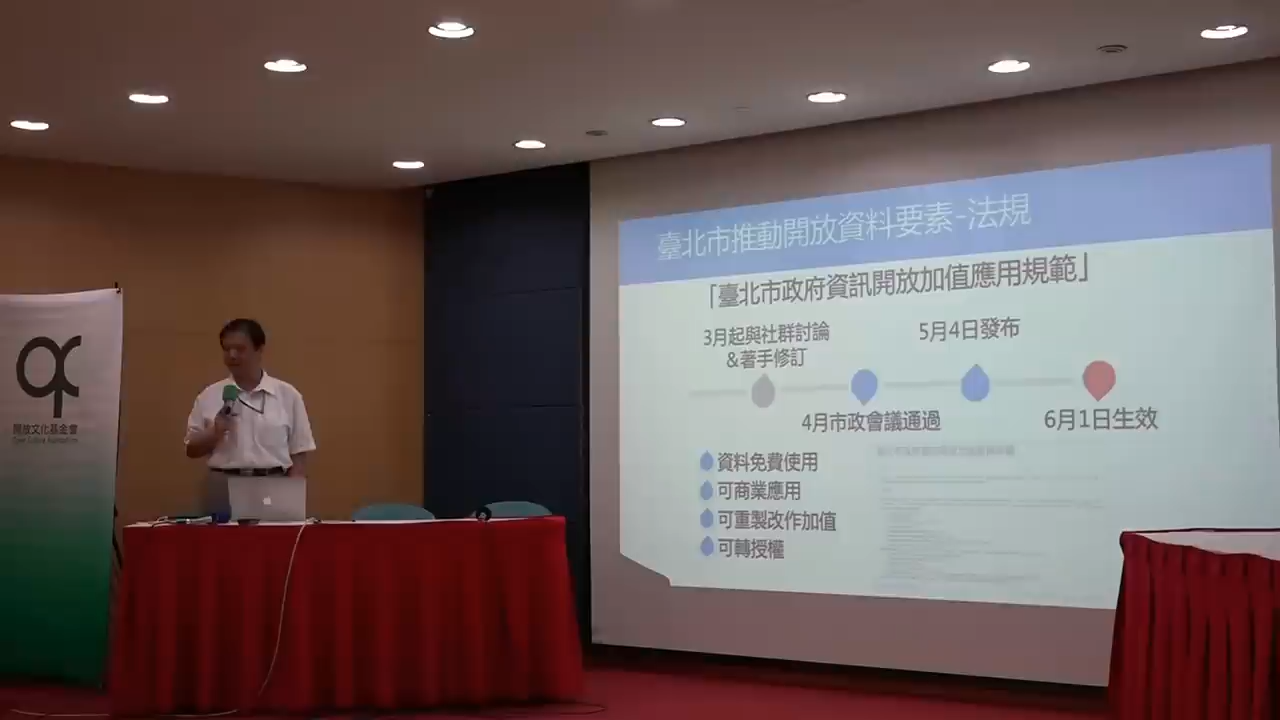 臺北市推動開放資料要素-法規
「臺北市政府資訊開放加值應用規範」
3月起與社群討論
&著手修訂
5月4日發布
4月市政會議通過
6月1日生效
資料免費使用
可商業應用
可重製改作加值
可轉授權
開放文化基金會